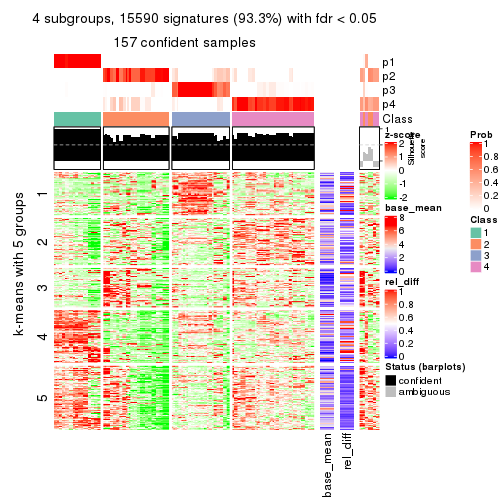 4 subgroups, 15590 signatures (93.3%) with fdr < 0.05
157 confident samples
p1
p2
p3
p4
Class
1
Silhouette
score
k-means with 5 groups
1
2
3
4
5
base_mean
rel_diff
z-score
2
1
0
-1
-2
base_mean
8
6
4
2
0
rel_diff
1
0.8
0.6
0.4
0.2
0
Status (barplots)
confident
ambiguous
Prob
1
0.8
0.6
0.4
0.2
0
Class
1
2
3
4